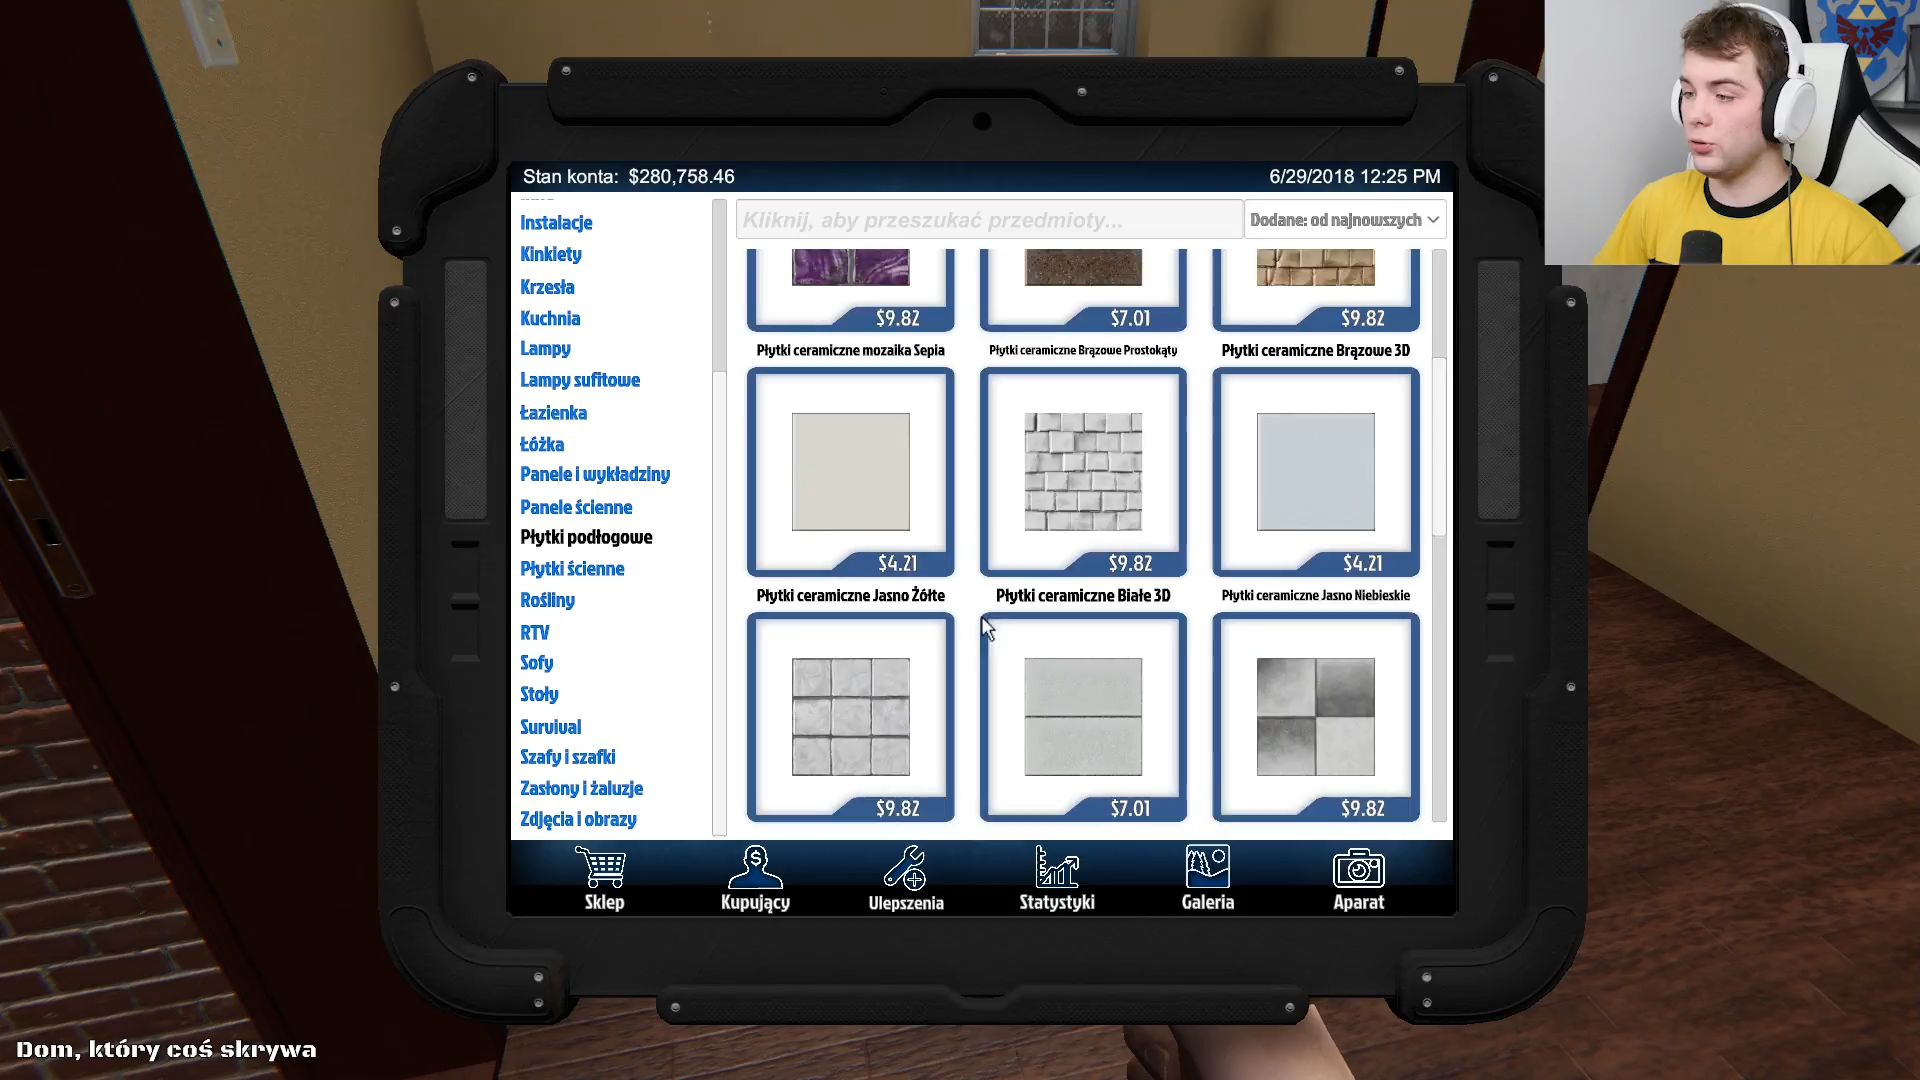 Stan konta: $280,758.46
6/29/2018 12:25 PM
Instalacje
Kinkiety
Krzesła
Kuchnia
Lampy
Lampy sufitowe
Łazienka
Łóżka
Panele i wykładziny
Panele ścienne
Płytki podłogowe
Płytki ścienne
Rośliny
RTV
Sofy
Stoły
Survival
Szafy i szafki
Zasłony i żaluzje
Zdjęcia i obrazy
Kliknij, aby przeszukać przedmioty...
Dodane: od najnowszych
$9.82
$7.01
$9.82
Płytki ceramiczne mozaika Sepia
Płytki ceramiczne Brązowe Prostokąty
Płytki ceramiczne Brązowe 3D
$4.21
$9.82
$4.21
Płytki ceramiczne Jasno Żółte
Płytki ceramiczne Białe 3D
Płytki ceramiczne Jasno Niebieskie
$9.82
$7.01
$9.82
Sklep
Kupujący
Ulepszenia
Statystyki
Galeria
Aparat
Dom, który coś skrywa